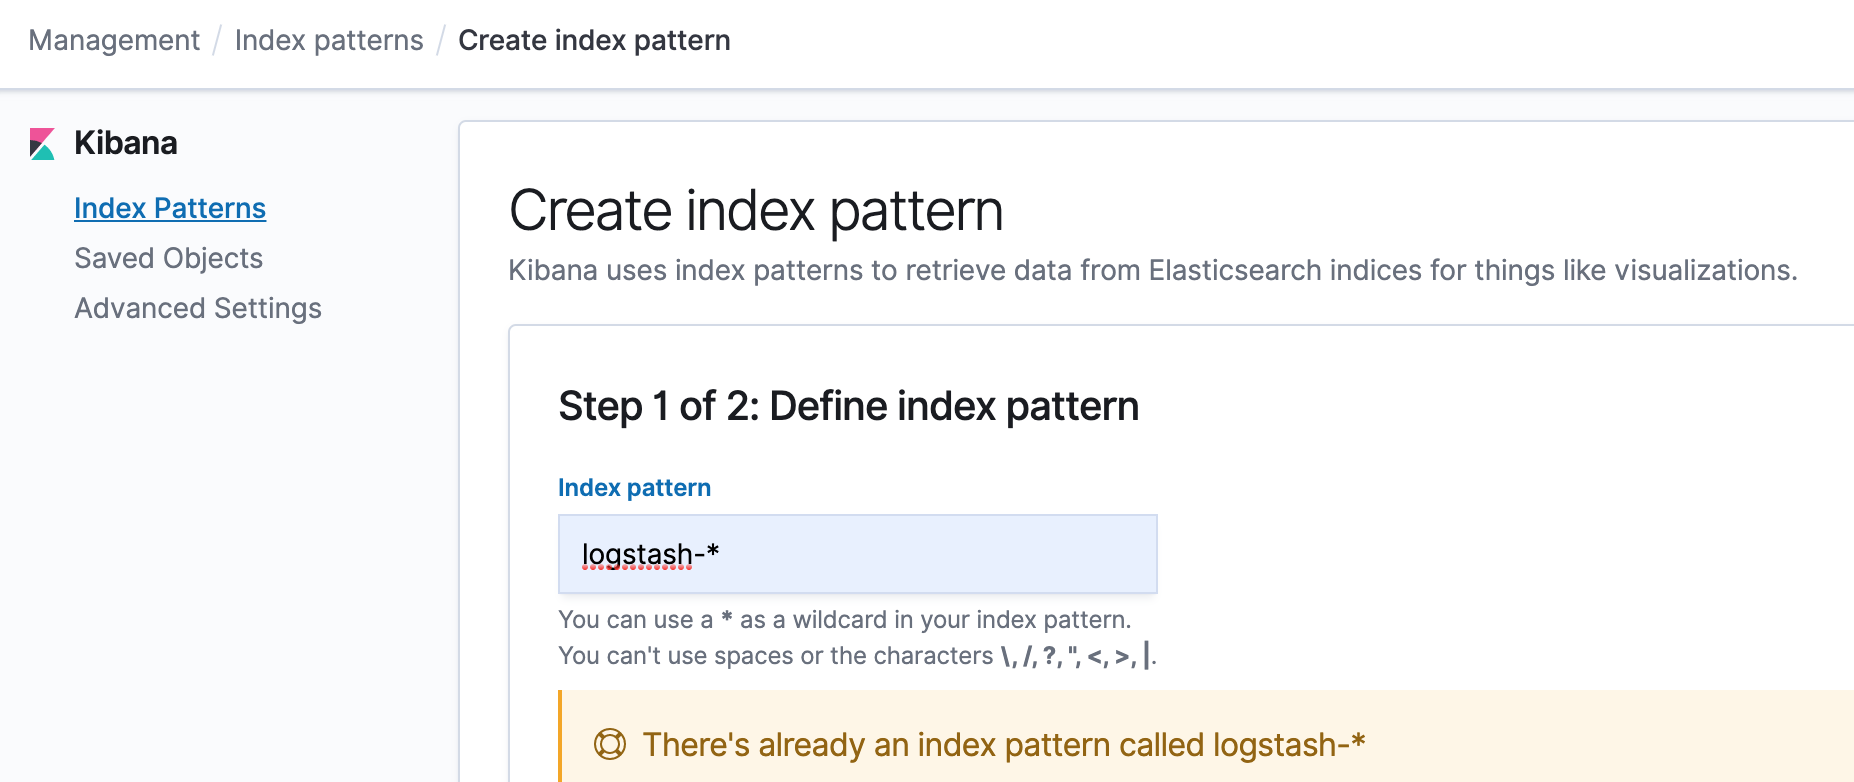 Management / Index patterns / Create index pattern
Kibana
Index Patterns
Saved Objects
Advanced Settings
Create index pattern
Kibana uses index patterns to retrieve data from Elasticsearch indices for things like visualizations.
Step 1 of 2: Define index pattern
Index pattern
logstash-*
You can use a * as a wildcard in your index pattern.
You can't use spaces or the characters \, /, ?, ", <, >, |.
There's already an index pattern called logstash-*